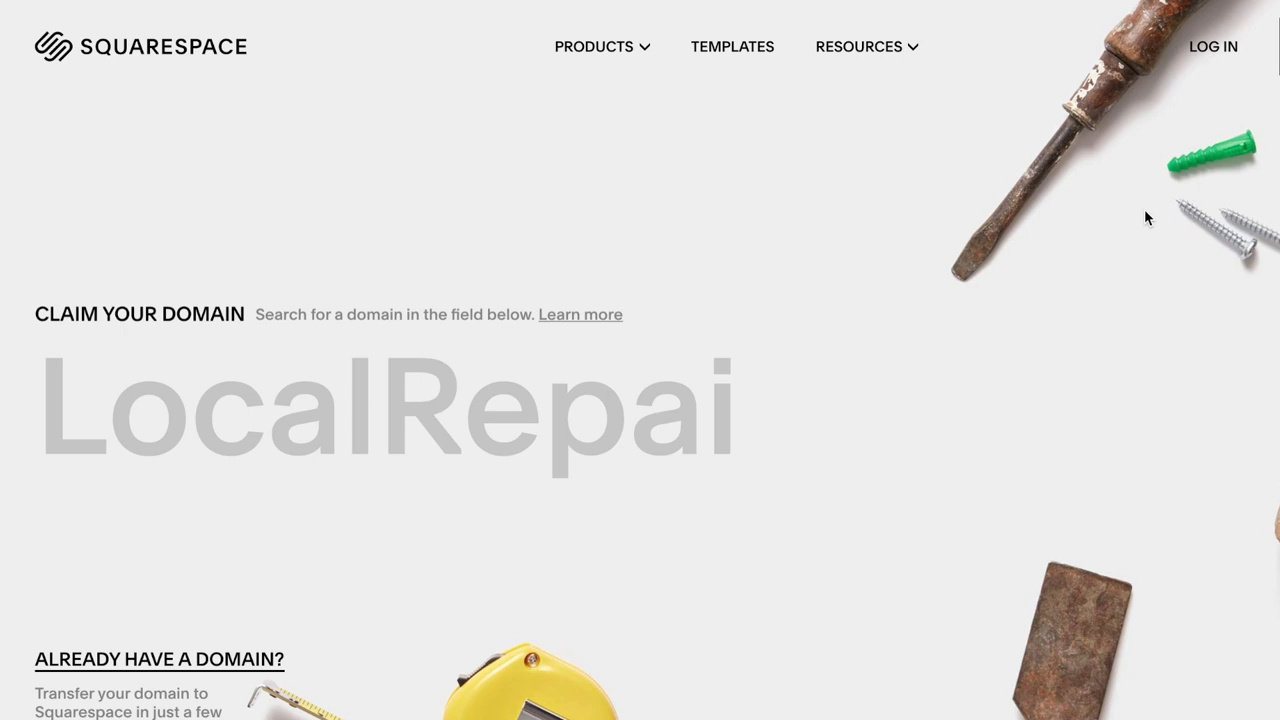 SQUARESPACE
PRODUCTS
TEMPLATES
RESOURCES
LOG IN
CLAIM YOUR DOMAIN Search for a domain in the field below. Learn more
LocalRepai
ALREADY HAVE A DOMAIN?
Transfer your domain to
Squarespace in just a few